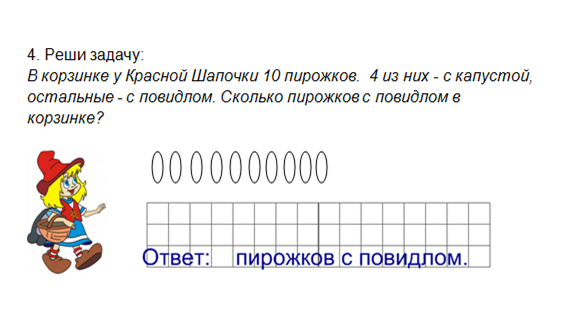 4. Реши задачу:
В корзинке у Красной Шапочки 10 пирожков. 4 из них - с капустой,
остальные - с повидлом. Сколько пирожков с повидлом в
корзинке?
Ответ: пирожков с повидлом.